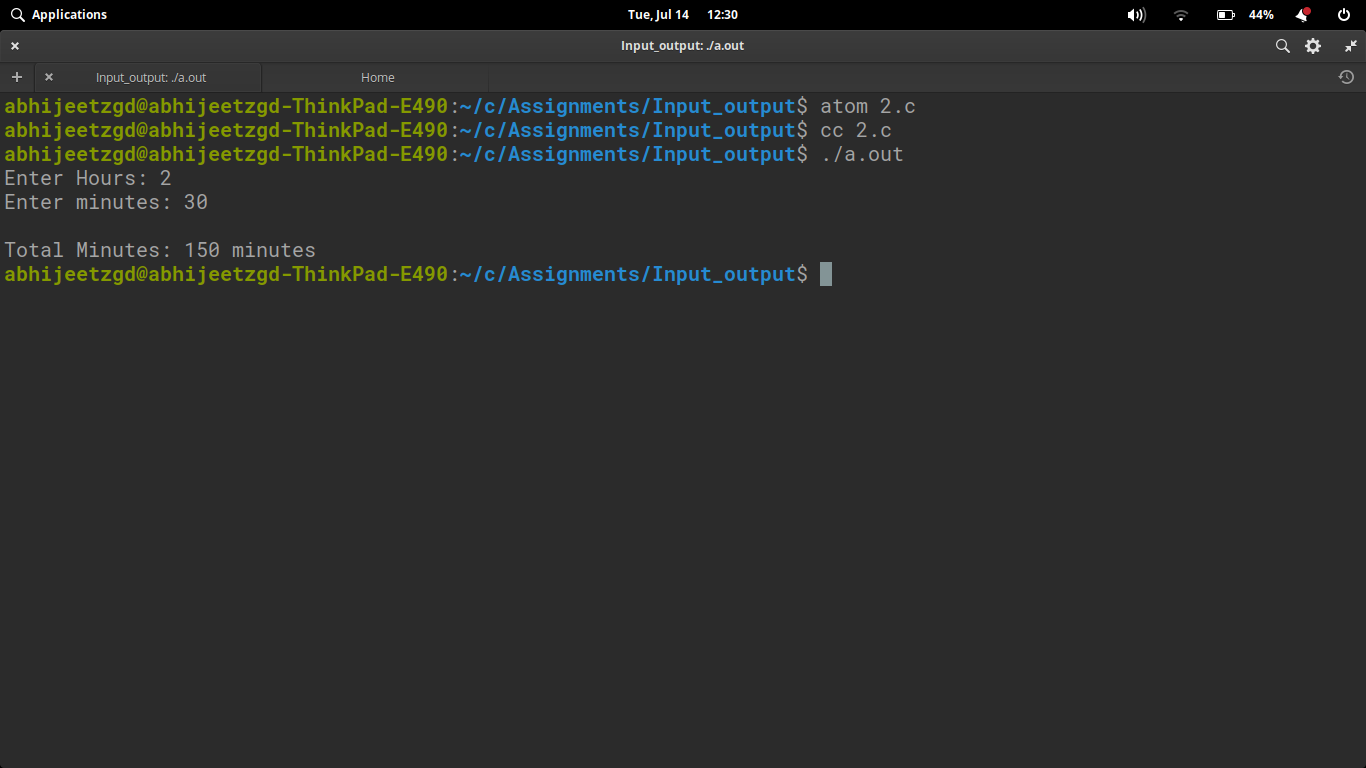 Applications Tue, Jul 14 12:30 44%
Input_output: ./a.out
Input_output: ./a.out Home
abhijeetzgd@abhijeetzgd-ThinkPad-E490:~/c/Assignments/Input_output$ atom 2.c
abhijeetzgd@abhijeetzgd-ThinkPad-E490:~/c/Assignments/Input_output$ cc 2.c
abhijeetzgd@abhijeetzgd-ThinkPad-E490:~/c/Assignments/Input_output$ ./a.out
Enter Hours: 2
Enter minutes: 30
Total Minutes: 150 minutes
abhijeetzgd@abhijeetzgd-ThinkPad-E490:~/c/Assignments/Input_output$